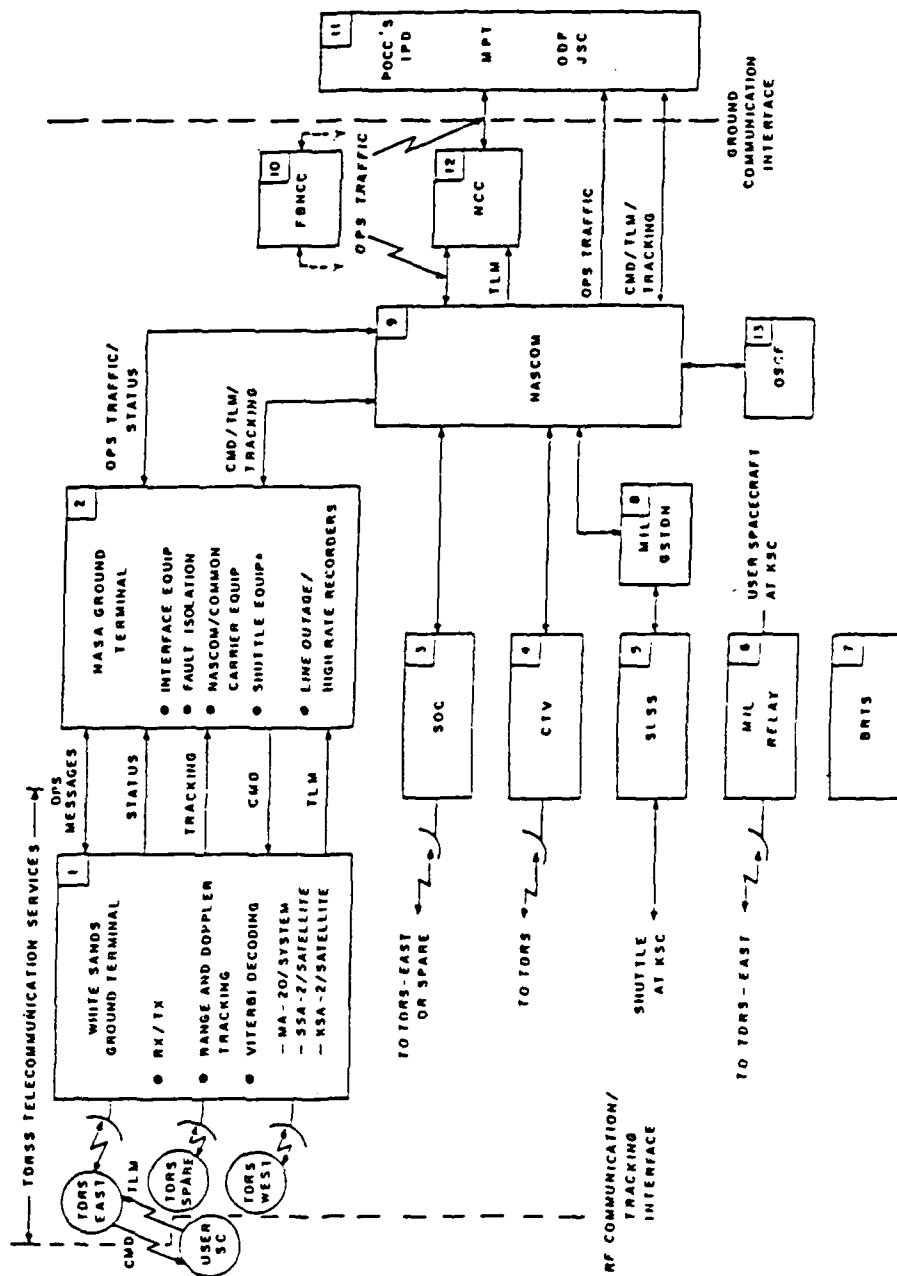 TDRSS TELECOMMUNICATION SERVICES
CMD
TLM
USER
SC
TDRS
EAST
TDRS
SPARE
TDRS
WEST
1
WHITE SANDS
GROUND TERMINAL
● RX/TX
● RANGE AND DOPPLER
TRACKING
● VITERBI DECODING
— MA-20/SYSTEM
— SSA-2/SATELLITE
— KSA-2/SATELLITE
OPS
MESSAGES
STATUS
TRACKING
CMD
TLM
2
NASA GROUND
TERMINAL
● INTERFACE EQUIP
● FAULT ISOLATION
● NASCOM/COMMON
CARRIER EQUIP
● SHUTTLE EQUIP
● LINE OUTAGE/
HIGH RATE RECORDERS
OPS TRAFFIC/
STATUS
CMD/TLM/
TRACKING
10
FBNCC
A
A
OPS TRAFFIC
12
NCC
TLM
11
POCC'S
IPD
MPT
ODP
JSC
9
NASCOM
OPS TRAFFIC
CMD/TLM/
TRACKING
GROUND
COMMUNICATION
INTERFACE
TO TDRS-EAST
OR SPARE
3
SOC
TO TDRS
4
CTV
SHUTTLE
AT KSC
5
SLSS
8
MIL
GSTDN
13
OSCF
TO TDRS-EAST
6
MIL
RELAY
USER SPACECRAFT
AT KSC
7
BRTS
RF COMMUNICATION/
TRACKING
INTERFACE